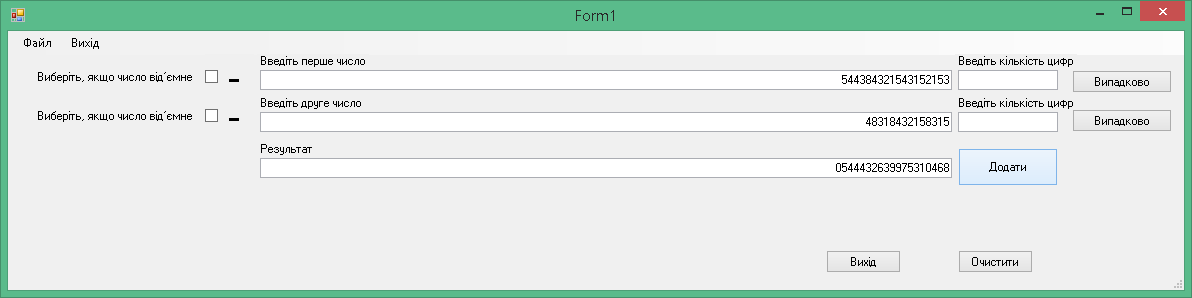 Form1
Файл Вихід
Введіть перше число Введіть кількість цифр
Виберіть, якщо число від´ємне 544384321543152153 Випадково
Введіть друге число Введіть кількість цифр
Виберіть, якщо число від´ємне 48318432158315 Випадково
Результат
0544432639975310468 Додати
Вихід Очистити